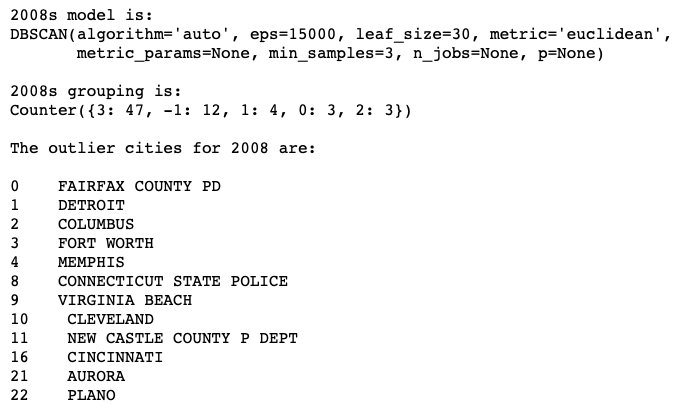 2008s model is:
DBSCAN(algorithm='auto', eps=15000, leaf_size=30, metric='euclidean',
       metric_params=None, min_samples=3, n_jobs=None, p=None)
2008s grouping is:
Counter({3: 47, -1: 12, 1: 4, 0: 3, 2: 3})
The outlier cities for 2008 are:
0    FAIRFAX COUNTY PD
1    DETROIT
2    COLUMBUS
3    FORT WORTH
4    MEMPHIS
8    CONNECTICUT STATE POLICE
9    VIRGINIA BEACH
10    CLEVELAND
11    NEW CASTLE COUNTY P DEPT
16    CINCINNATI
21    AURORA
22    PLANO